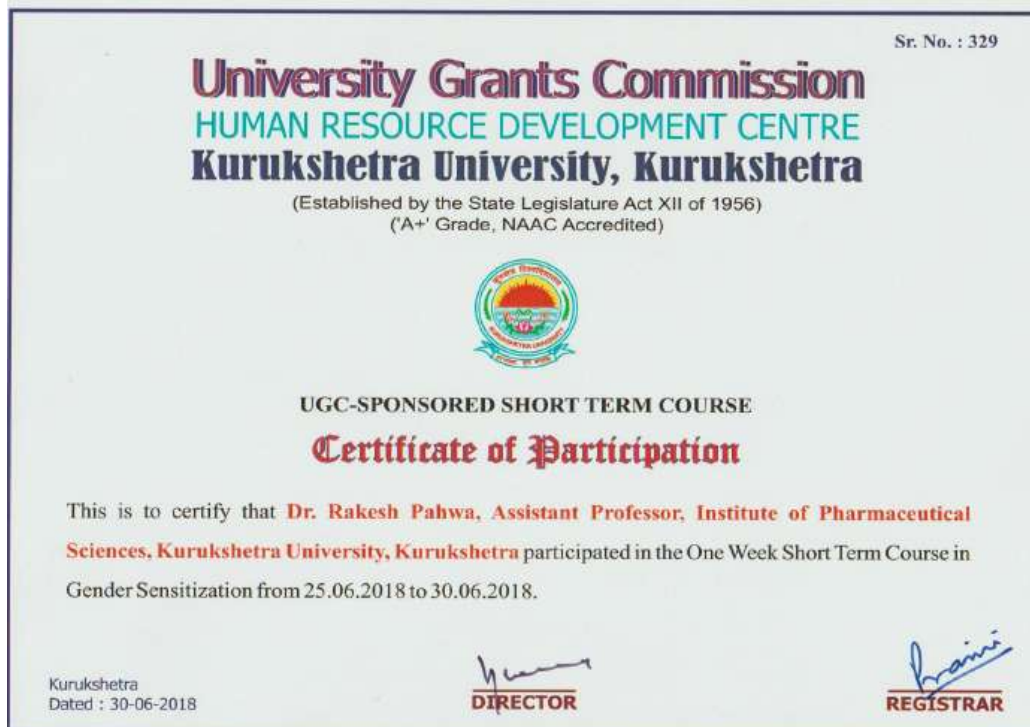 Sr. No. : 329
University Grants Commission
HUMAN RESOURCE DEVELOPMENT CENTRE
Kurukshetra University, Kurukshetra
(Established by the State Legislature Act XII of 1956)
('A+' Grade, NAAC Accredited)
KURUKSHETRA UNIVERSITY
UGC-SPONSORED SHORT TERM COURSE
Certificate of Participation
This is to certify that Dr. Rakesh Pahwa, Assistant Professor, Institute of Pharmaceutical
Sciences, Kurukshetra University, Kurukshetra participated in the One Week Short Term Course in
Gender Sensitization from 25.06.2018 to 30.06.2018.
Kurukshetra
Dated : 30-06-2018
DIRECTOR
REGISTRAR